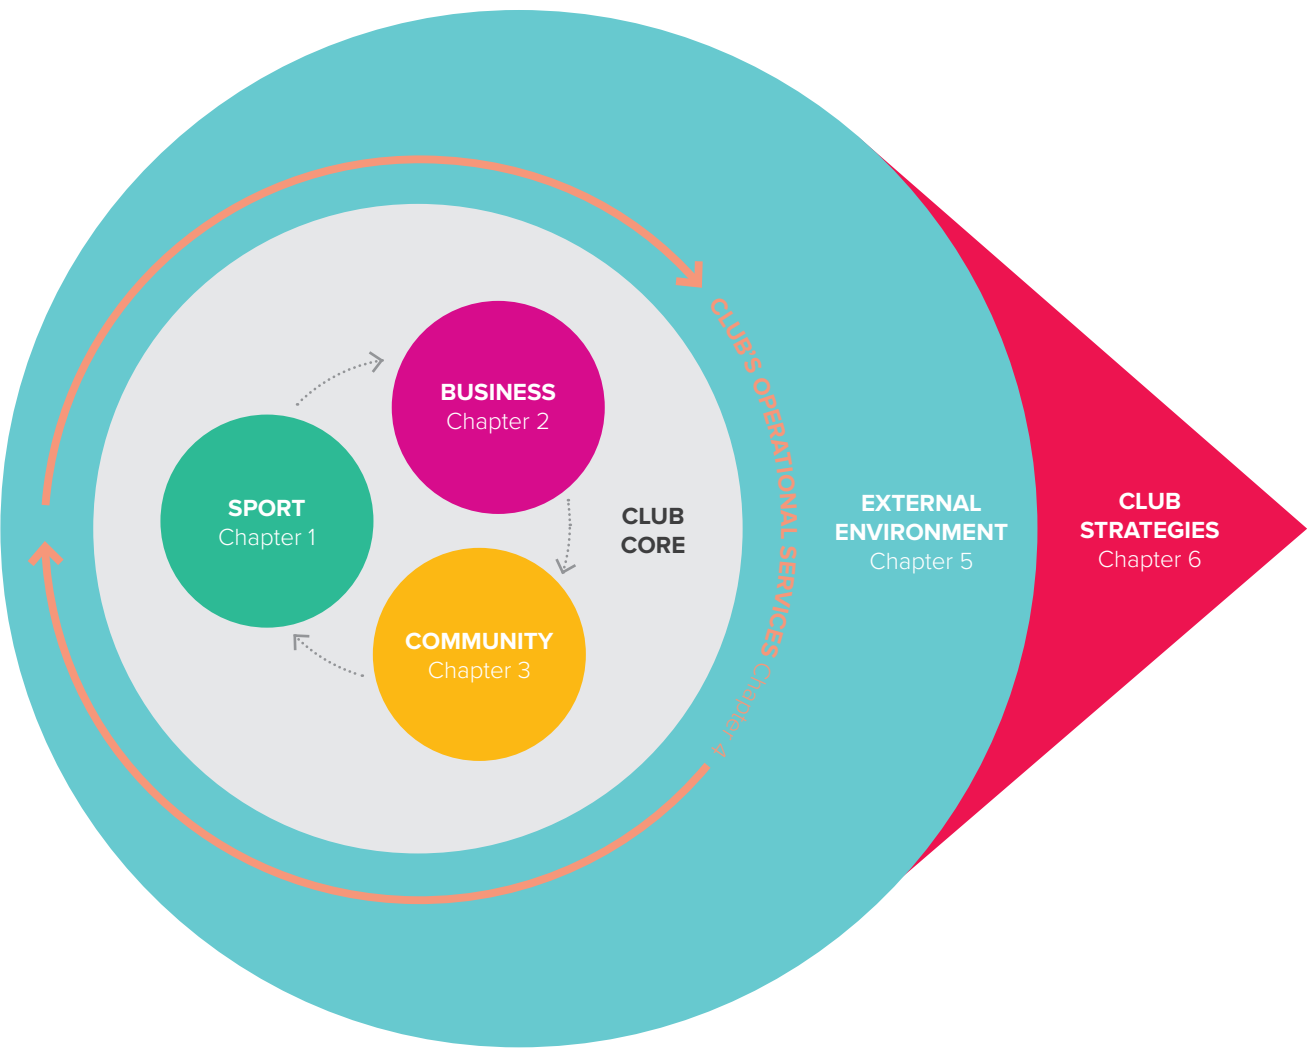 BUSINESS
Chapter 2
SPORT
Chapter 1
COMMUNITY
Chapter 3
CLUB
CORE
CLUB'S OPERATIONAL SERVICES Chapter 4
EXTERNAL
ENVIRONMENT
Chapter 5
CLUB
STRATEGIES
Chapter 6